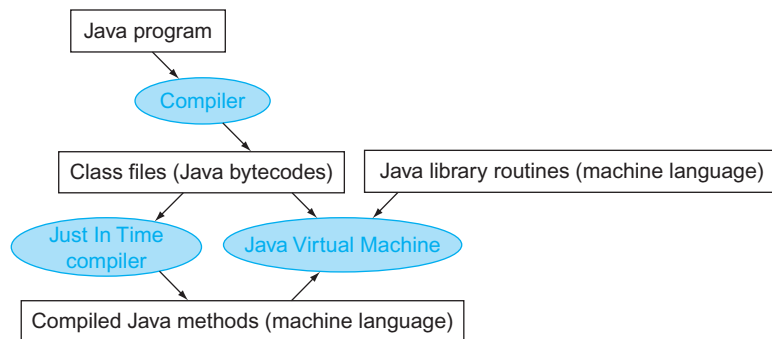 Java program
Compiler
Class files (Java bytecodes)
Java library routines (machine language)
Just In Time
compiler
Java Virtual Machine
Compiled Java methods (machine language)